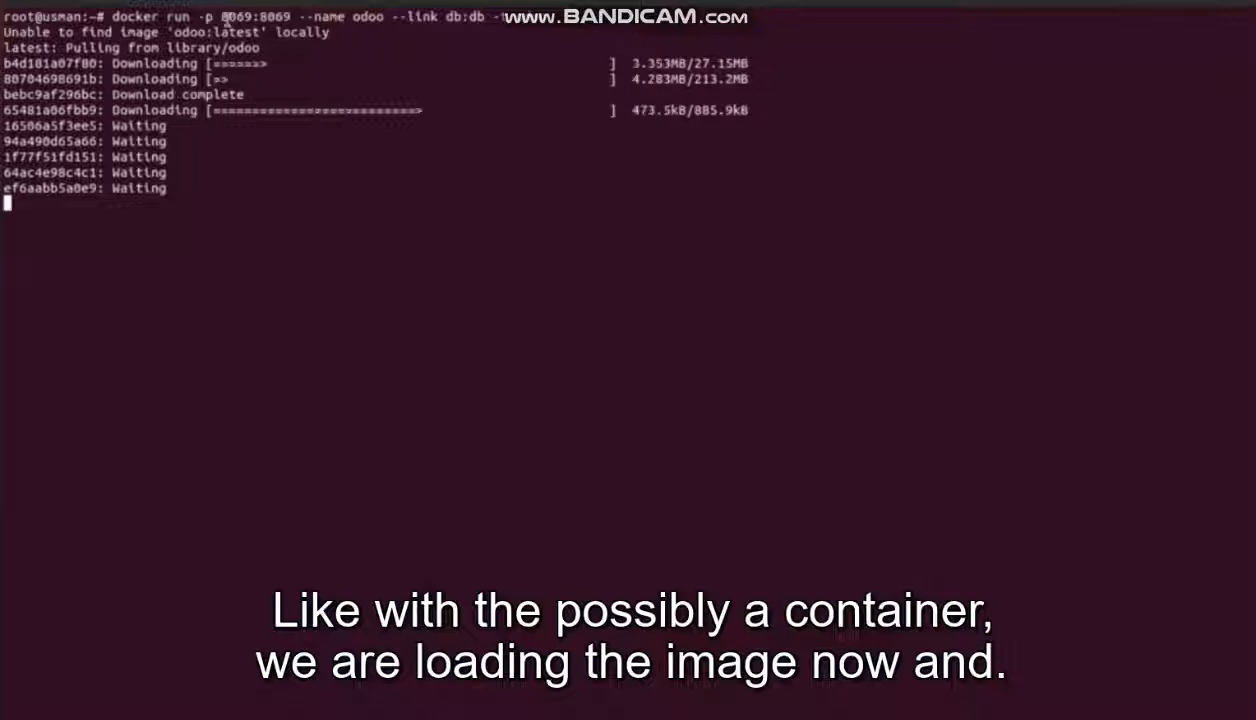 root@usman:~# docker run -p 8069:8069 --name odoo --link db:db -t
www.BANDICAM.com
Unable to find image 'odoo:latest' locally
latest: Pulling from library/odoo
b4d181a07f80: Downloading [======>                                            ]  3.353MB/27.15MB
80704698691b: Downloading [=>                                                 ]  4.283MB/213.2MB
bebc9af296bc: Download complete
65481a06fbb9: Downloading [==========================>                        ]  473.5kB/885.9kB
16506a5f3ee5: Waiting
94a490d65a66: Waiting
1f77f51fd151: Waiting
64ac4e98c4c1: Waiting
ef6aabb5a0e9: Waiting
Like with the possibly a container,
we are loading the image now and.